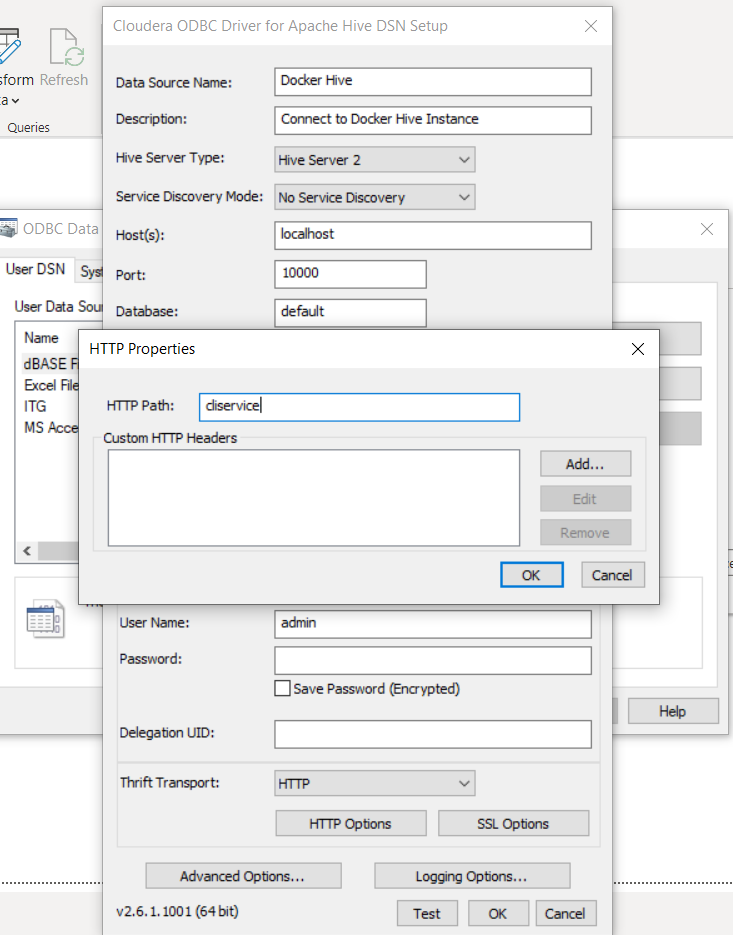 Cloudera ODBC Driver for Apache Hive DSN Setup
sform Refresh
ta
Queries
Data Source Name: Docker Hive
Description: Connect to Docker Hive Instance
Hive Server Type: Hive Server 2
Service Discovery Mode: No Service Discovery
Host(s): localhost
Port: 10000
Database: default
ODBC Data
User DSN Syst
User Data Sour
Name
dBASE F
Excel File
ITG
MS Acce
HTTP Properties
HTTP Path: cliservice
Custom HTTP Headers
Add...
Edit
Remove
OK Cancel
User Name: admin
Password:
Save Password (Encrypted)
Delegation UID:
Thrift Transport: HTTP
HTTP Options SSL Options
Advanced Options... Logging Options...
v2.6.1.1001 (64 bit) Test OK Cancel
Help